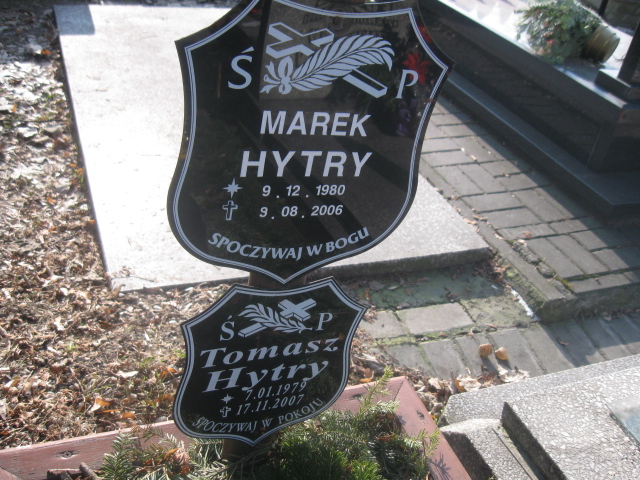 Ś P
MAREK
HYTRY
9.12.1980
9.08.2006
SPOCZYWAJ W BOGU
Ś P
Tomasz
Hytry
7.01.1979
17.11.2007
SPOCZYWAJ W POKOJU